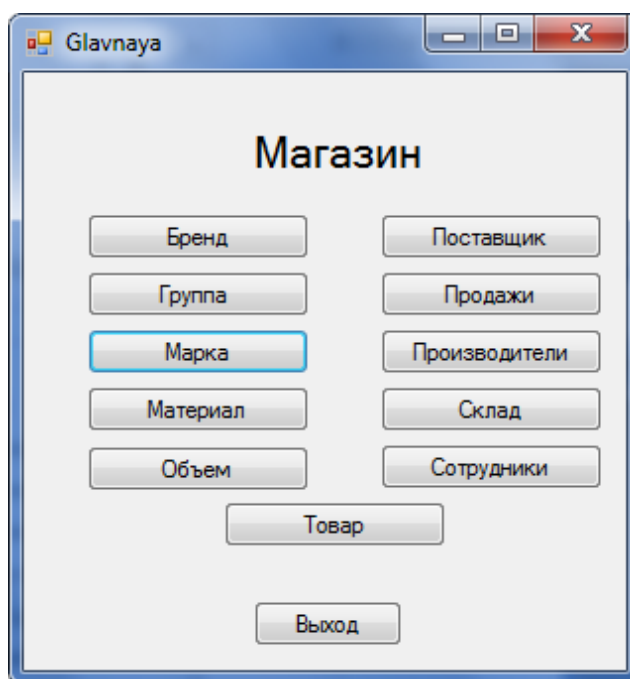 Glavnaya
Магазин
Бренд
Поставщик
Группа
Продажи
Марка
Производители
Материал
Склад
Объем
Сотрудники
Товар
Выход